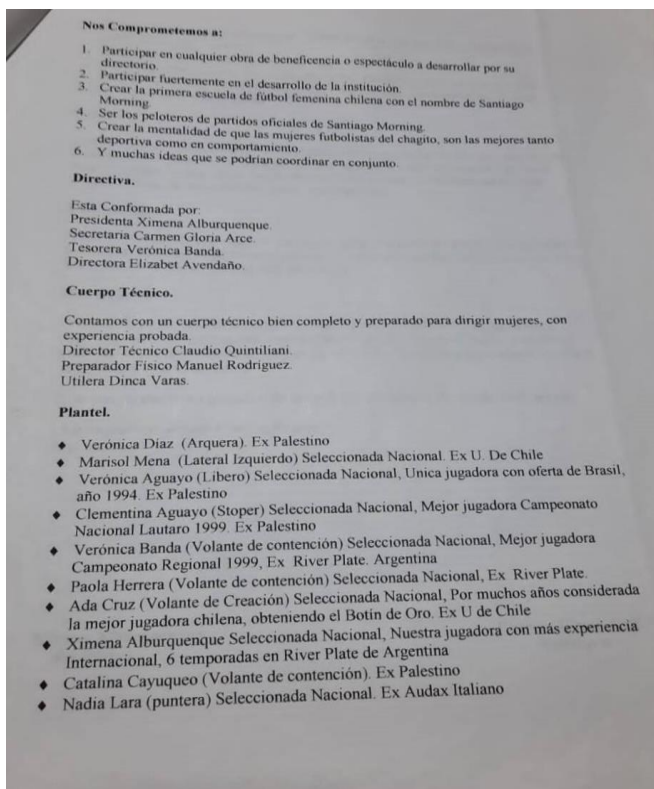 Nos Comprometemos a:
1. Participar en cualquier obra de beneficencia o espectáculo a desarrollar por su
directorio.
2. Participar fuertemente en el desarrollo de la institución.
3. Crear la primera escuela de fútbol femenina chilena con el nombre de Santiago
Morning.
4. Ser los peloteros de partidos oficiales de Santiago Morning.
5. Crear la mentalidad de que las mujeres futbolistas del chagito, son las mejores tanto
deportiva como en comportamiento.
6. Y muchas ideas que se podrían coordinar en conjunto.
Directiva.
Esta Conformada por:
Presidenta Ximena Alburquenque.
Secretaria Carmen Gloria Arce.
Tesorera Verónica Banda.
Directora Elizabet Avendaño.
Cuerpo Técnico.
Contamos con un cuerpo técnico bien completo y preparado para dirigir mujeres, con
experiencia probada.
Director Técnico Claudio Quintiliani.
Preparador Físico Manuel Rodríguez.
Utilera Dinca Varas.
Plantel.
◆ Verónica Díaz (Arquera). Ex Palestino
◆ Marisol Mena (Lateral Izquierdo) Seleccionada Nacional. Ex U. De Chile
◆ Verónica Aguayo (Libero) Seleccionada Nacional, Unica jugadora con oferta de Brasil,
año 1994. Ex Palestino
◆ Clementina Aguayo (Stoper) Seleccionada Nacional, Mejor jugadora Campeonato
Nacional Lautaro 1999. Ex Palestino
◆ Verónica Banda (Volante de contención) Seleccionada Nacional, Mejor jugadora
Campeonato Regional 1999, Ex River Plate. Argentina
◆ Paola Herrera (Volante de contención) Seleccionada Nacional, Ex River Plate.
◆ Ada Cruz (Volante de Creación) Seleccionada Nacional, Por muchos años considerada
la mejor jugadora chilena, obteniendo el Botín de Oro. Ex U de Chile
◆ Ximena Alburquenque Seleccionada Nacional, Nuestra jugadora con más experiencia
Internacional, 6 temporadas en River Plate de Argentina
◆ Catalina Cayuqueo (Volante de contención). Ex Palestino
◆ Nadia Lara (puntera) Seleccionada Nacional. Ex Audax Italiano